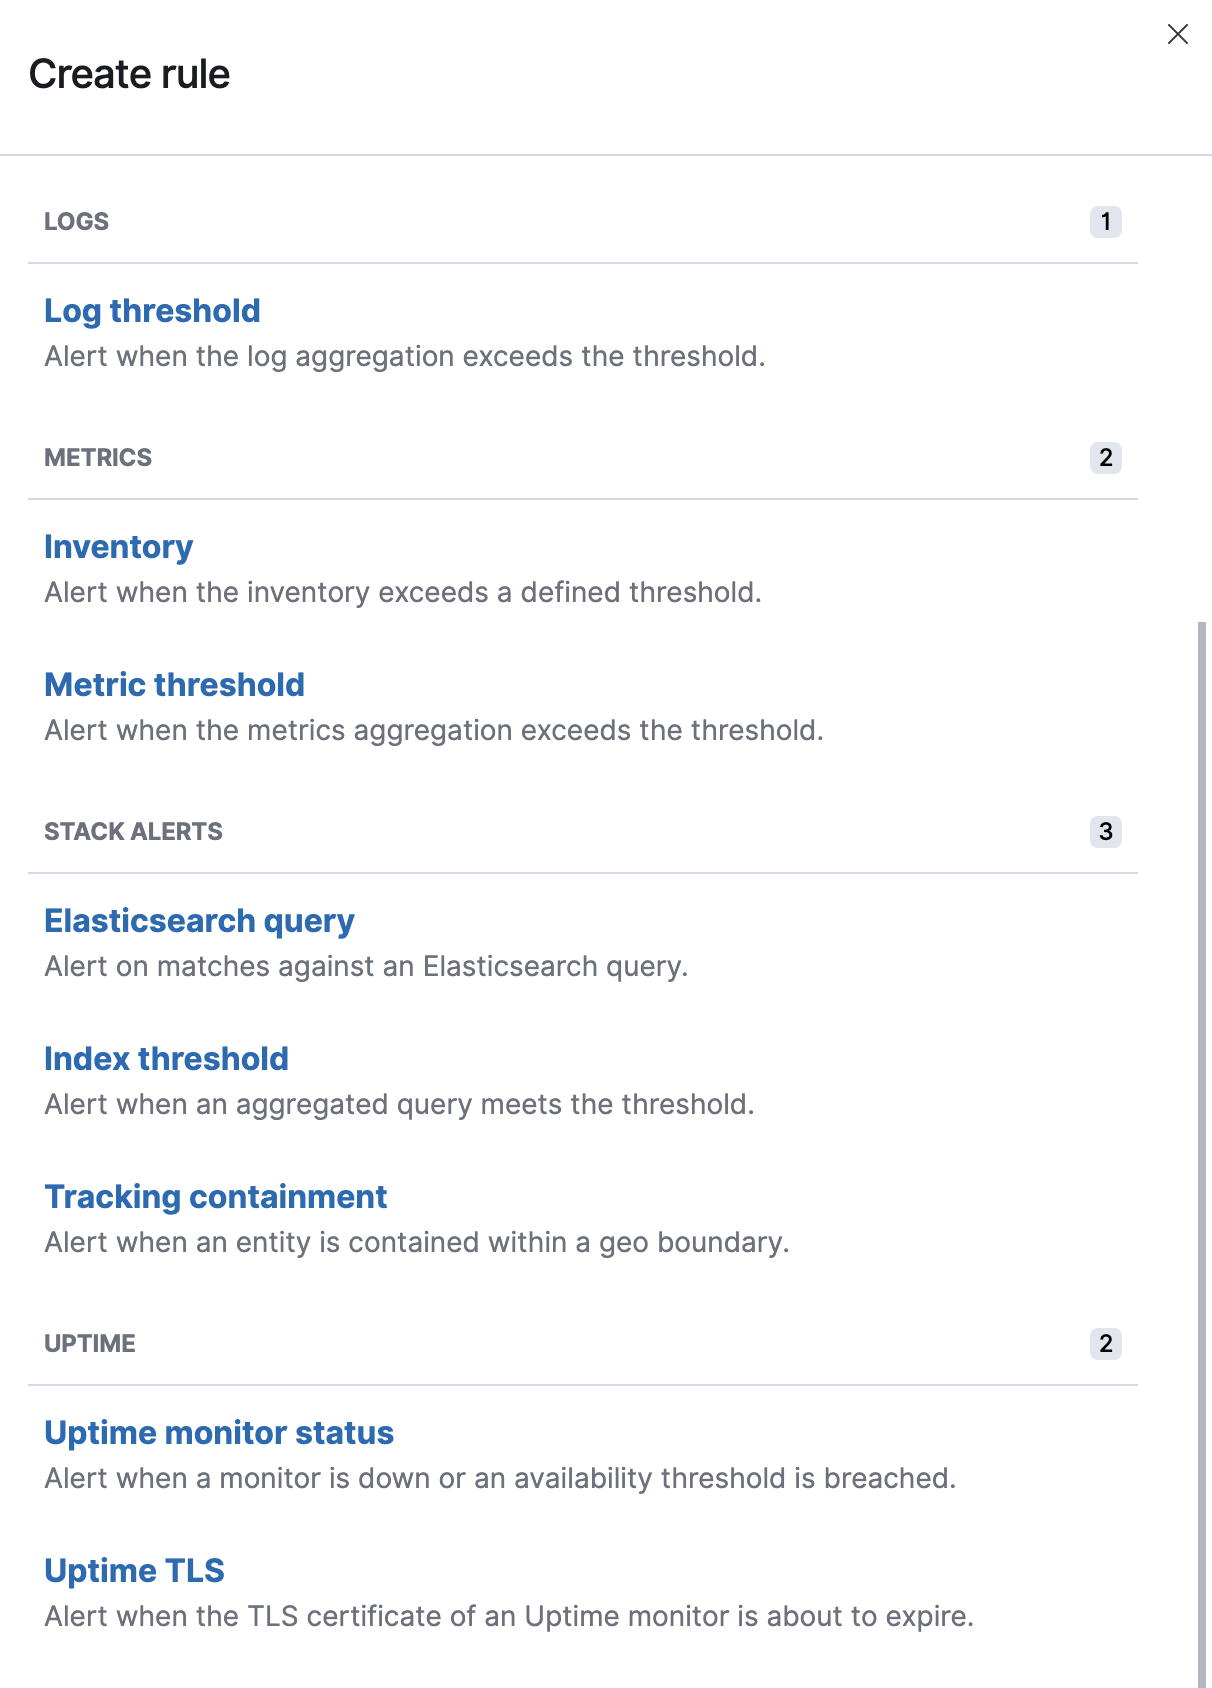 Create rule
LOGS 1
Log threshold
Alert when the log aggregation exceeds the threshold.
METRICS 2
Inventory
Alert when the inventory exceeds a defined threshold.
Metric threshold
Alert when the metrics aggregation exceeds the threshold.
STACK ALERTS 3
Elasticsearch query
Alert on matches against an Elasticsearch query.
Index threshold
Alert when an aggregated query meets the threshold.
Tracking containment
Alert when an entity is contained within a geo boundary.
UPTIME 2
Uptime monitor status
Alert when a monitor is down or an availability threshold is breached.
Uptime TLS
Alert when the TLS certificate of an Uptime monitor is about to expire.